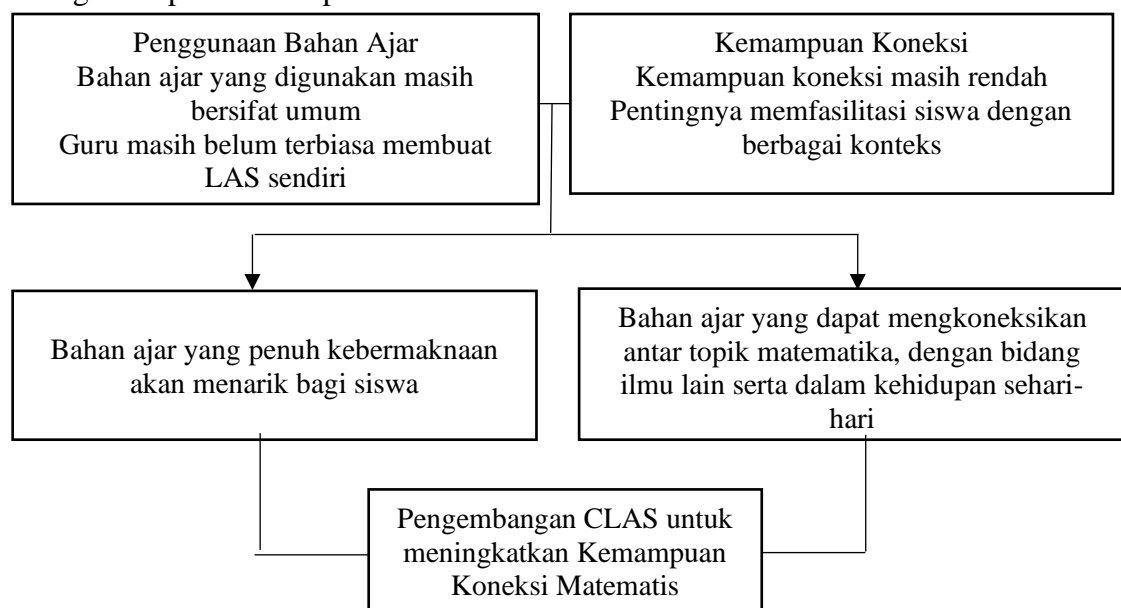 Penggunaan Bahan Ajar
Bahan ajar yang digunakan masih
bersifat umum
Guru masih belum terbiasa membuat
LAS sendiri
Kemampuan Koneksi
Kemampuan koneksi masih rendah
Pentingnya memfasilitasi siswa dengan
berbagai konteks
Bahan ajar yang penuh kebermaknaan
akan menarik bagi siswa
Bahan ajar yang dapat mengkoneksikan
antar topik matematika, dengan bidang
ilmu lain serta dalam kehidupan sehari-
hari
Pengembangan CLAS untuk
meningkatkan Kemampuan
Koneksi Matematis